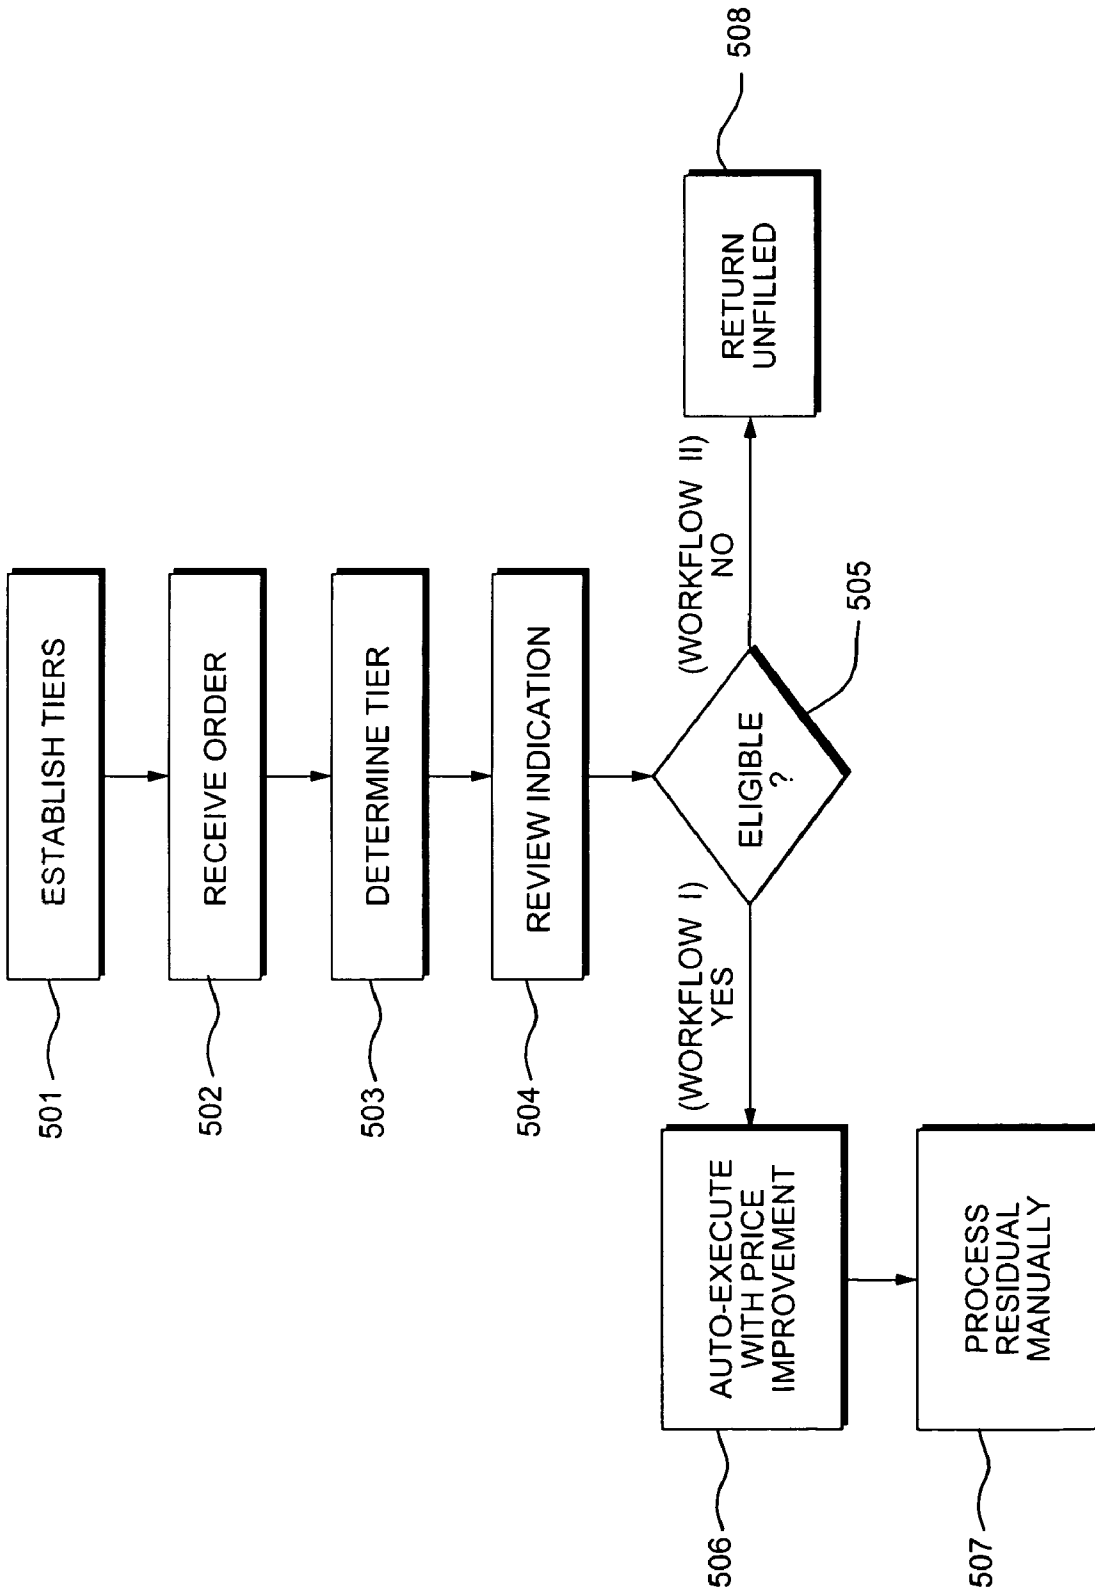 501
ESTABLISH TIERS
502
RECEIVE ORDER
503
DETERMINE TIER
504
REVIEW INDICATION
505
ELIGIBLE
?
(WORKFLOW I)
YES
(WORKFLOW II)
NO
506
AUTO-EXECUTE
WITH PRICE
IMPROVEMENT
508
RETURN
UNFILLED
507
PROCESS
RESIDUAL
MANUALLY